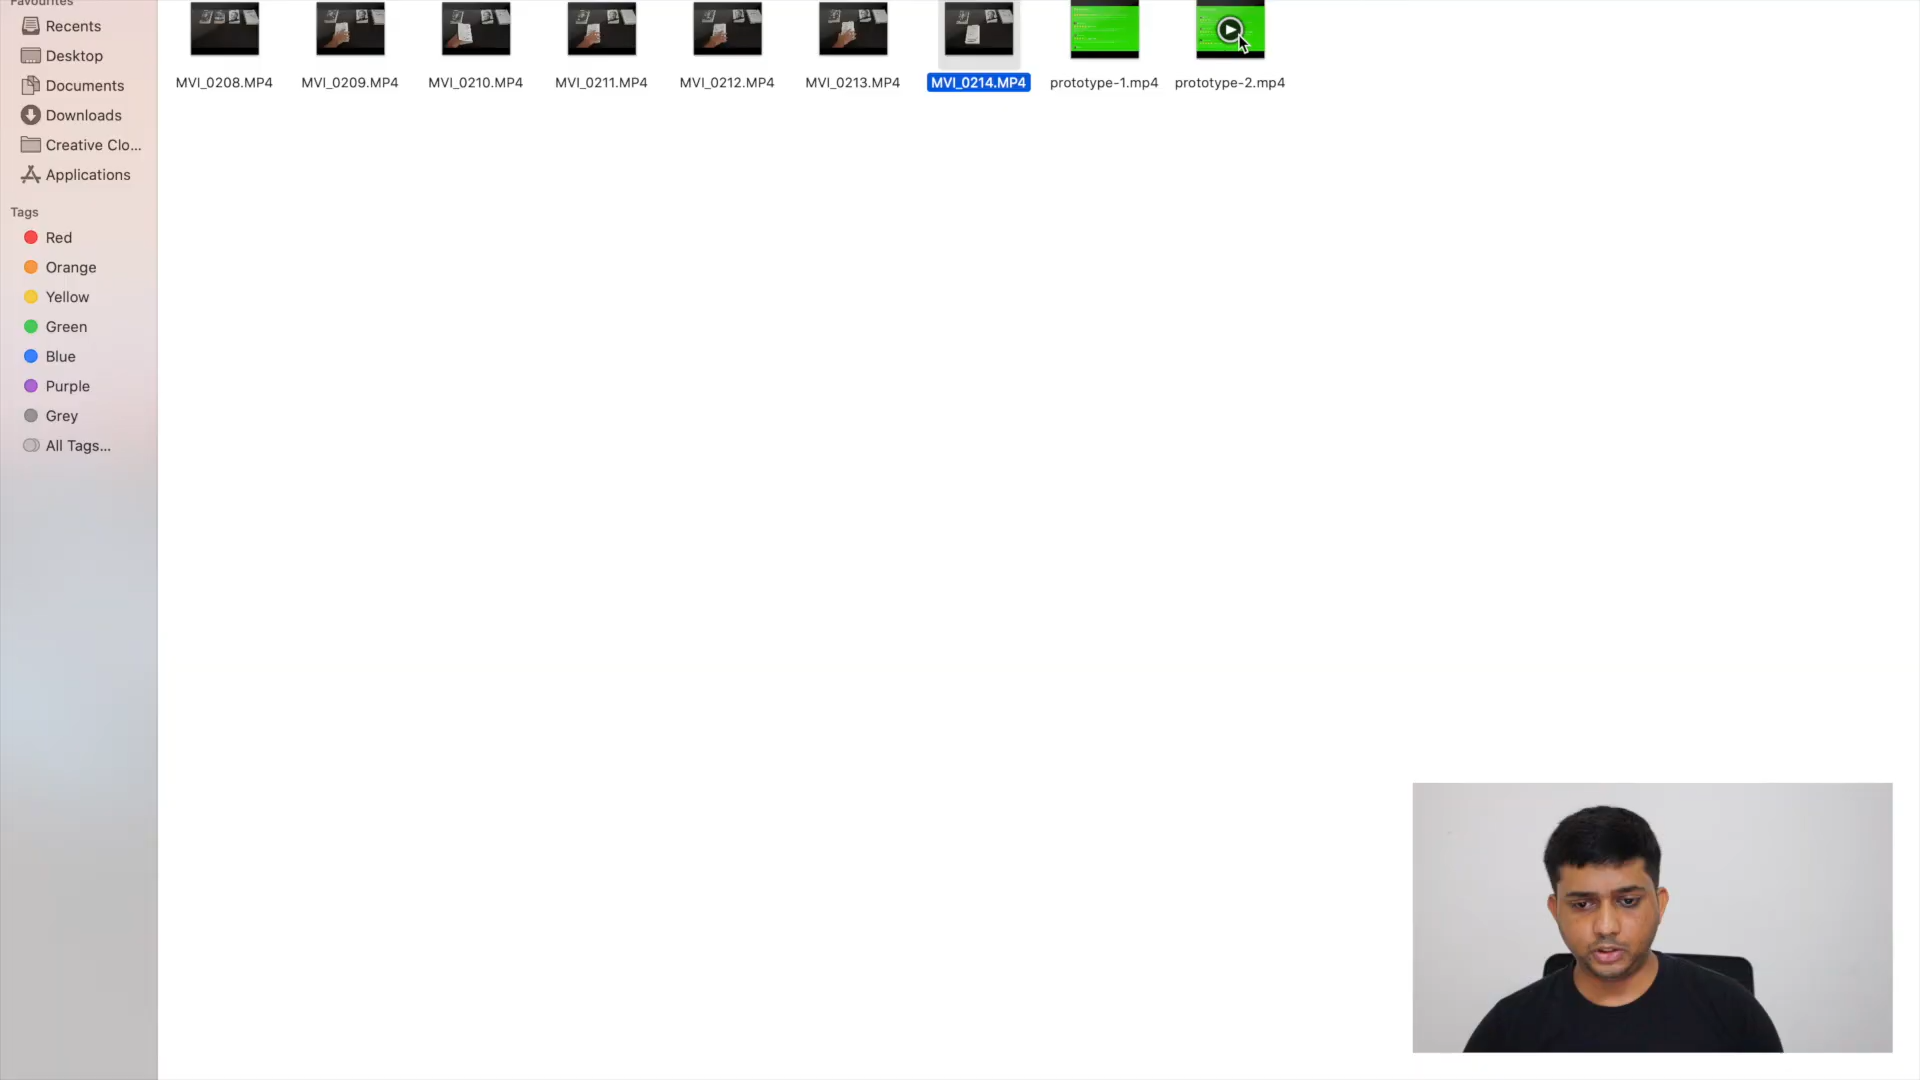 Favourites
Recents
Desktop
Documents
Downloads
Creative Clo...
Applications
Tags
Red
Orange
Yellow
Green
Blue
Purple
Grey
All Tags...
MVI_0208.MP4 MVI_0209.MP4 MVI_0210.MP4 MVI_0211.MP4 MVI_0212.MP4 MVI_0213.MP4 MVI_0214.MP4 prototype-1.mp4 prototype-2.mp4